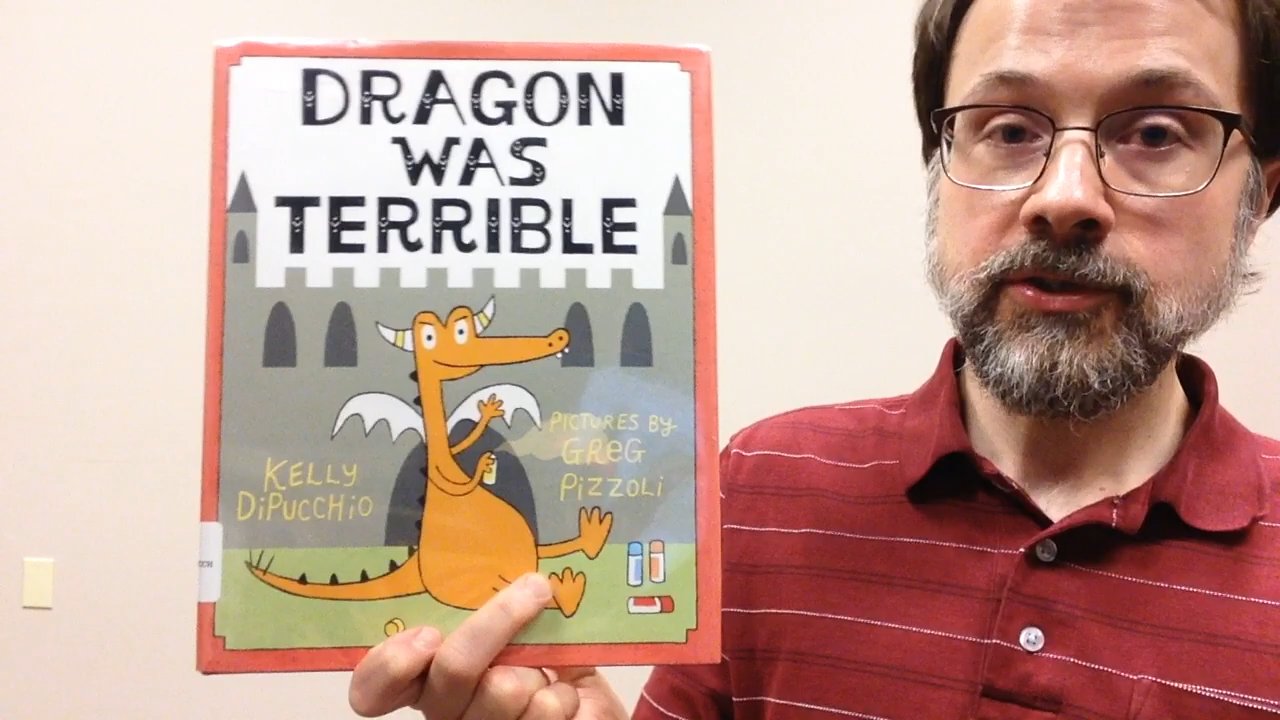 DRAGON
WAS
TERRIBLE
PICTURES BY
GREG
PIZZOLI
KELLY
DiPUCCHIO